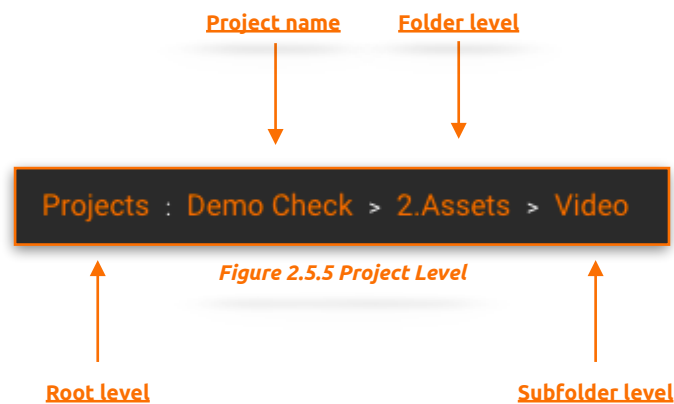 Project name Folder level
Projects : Demo Check > 2.Assets > Video
Figure 2.5.5 Project Level
Root level Subfolder level